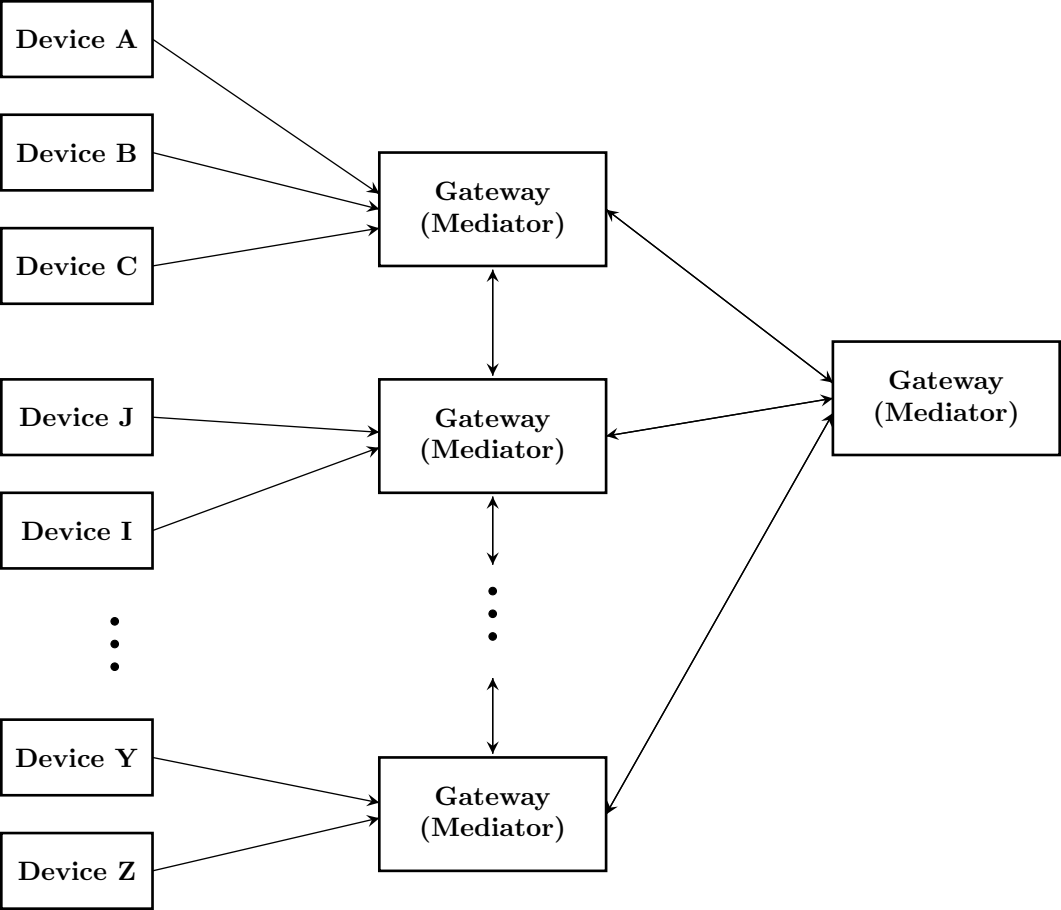 Device A
Device B
Device C
Device J
Device I
Device Y
Device Z
Gateway
(Mediator)
Gateway
(Mediator)
Gateway
(Mediator)
Gateway
(Mediator)